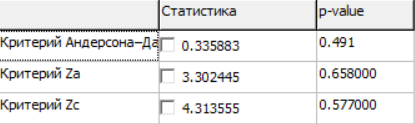 Статистика p-value
Критерий Андерсона–Да 0.335883 0.491
Критерий Za 3.302445 0.658000
Критерий Zc 4.313555 0.577000